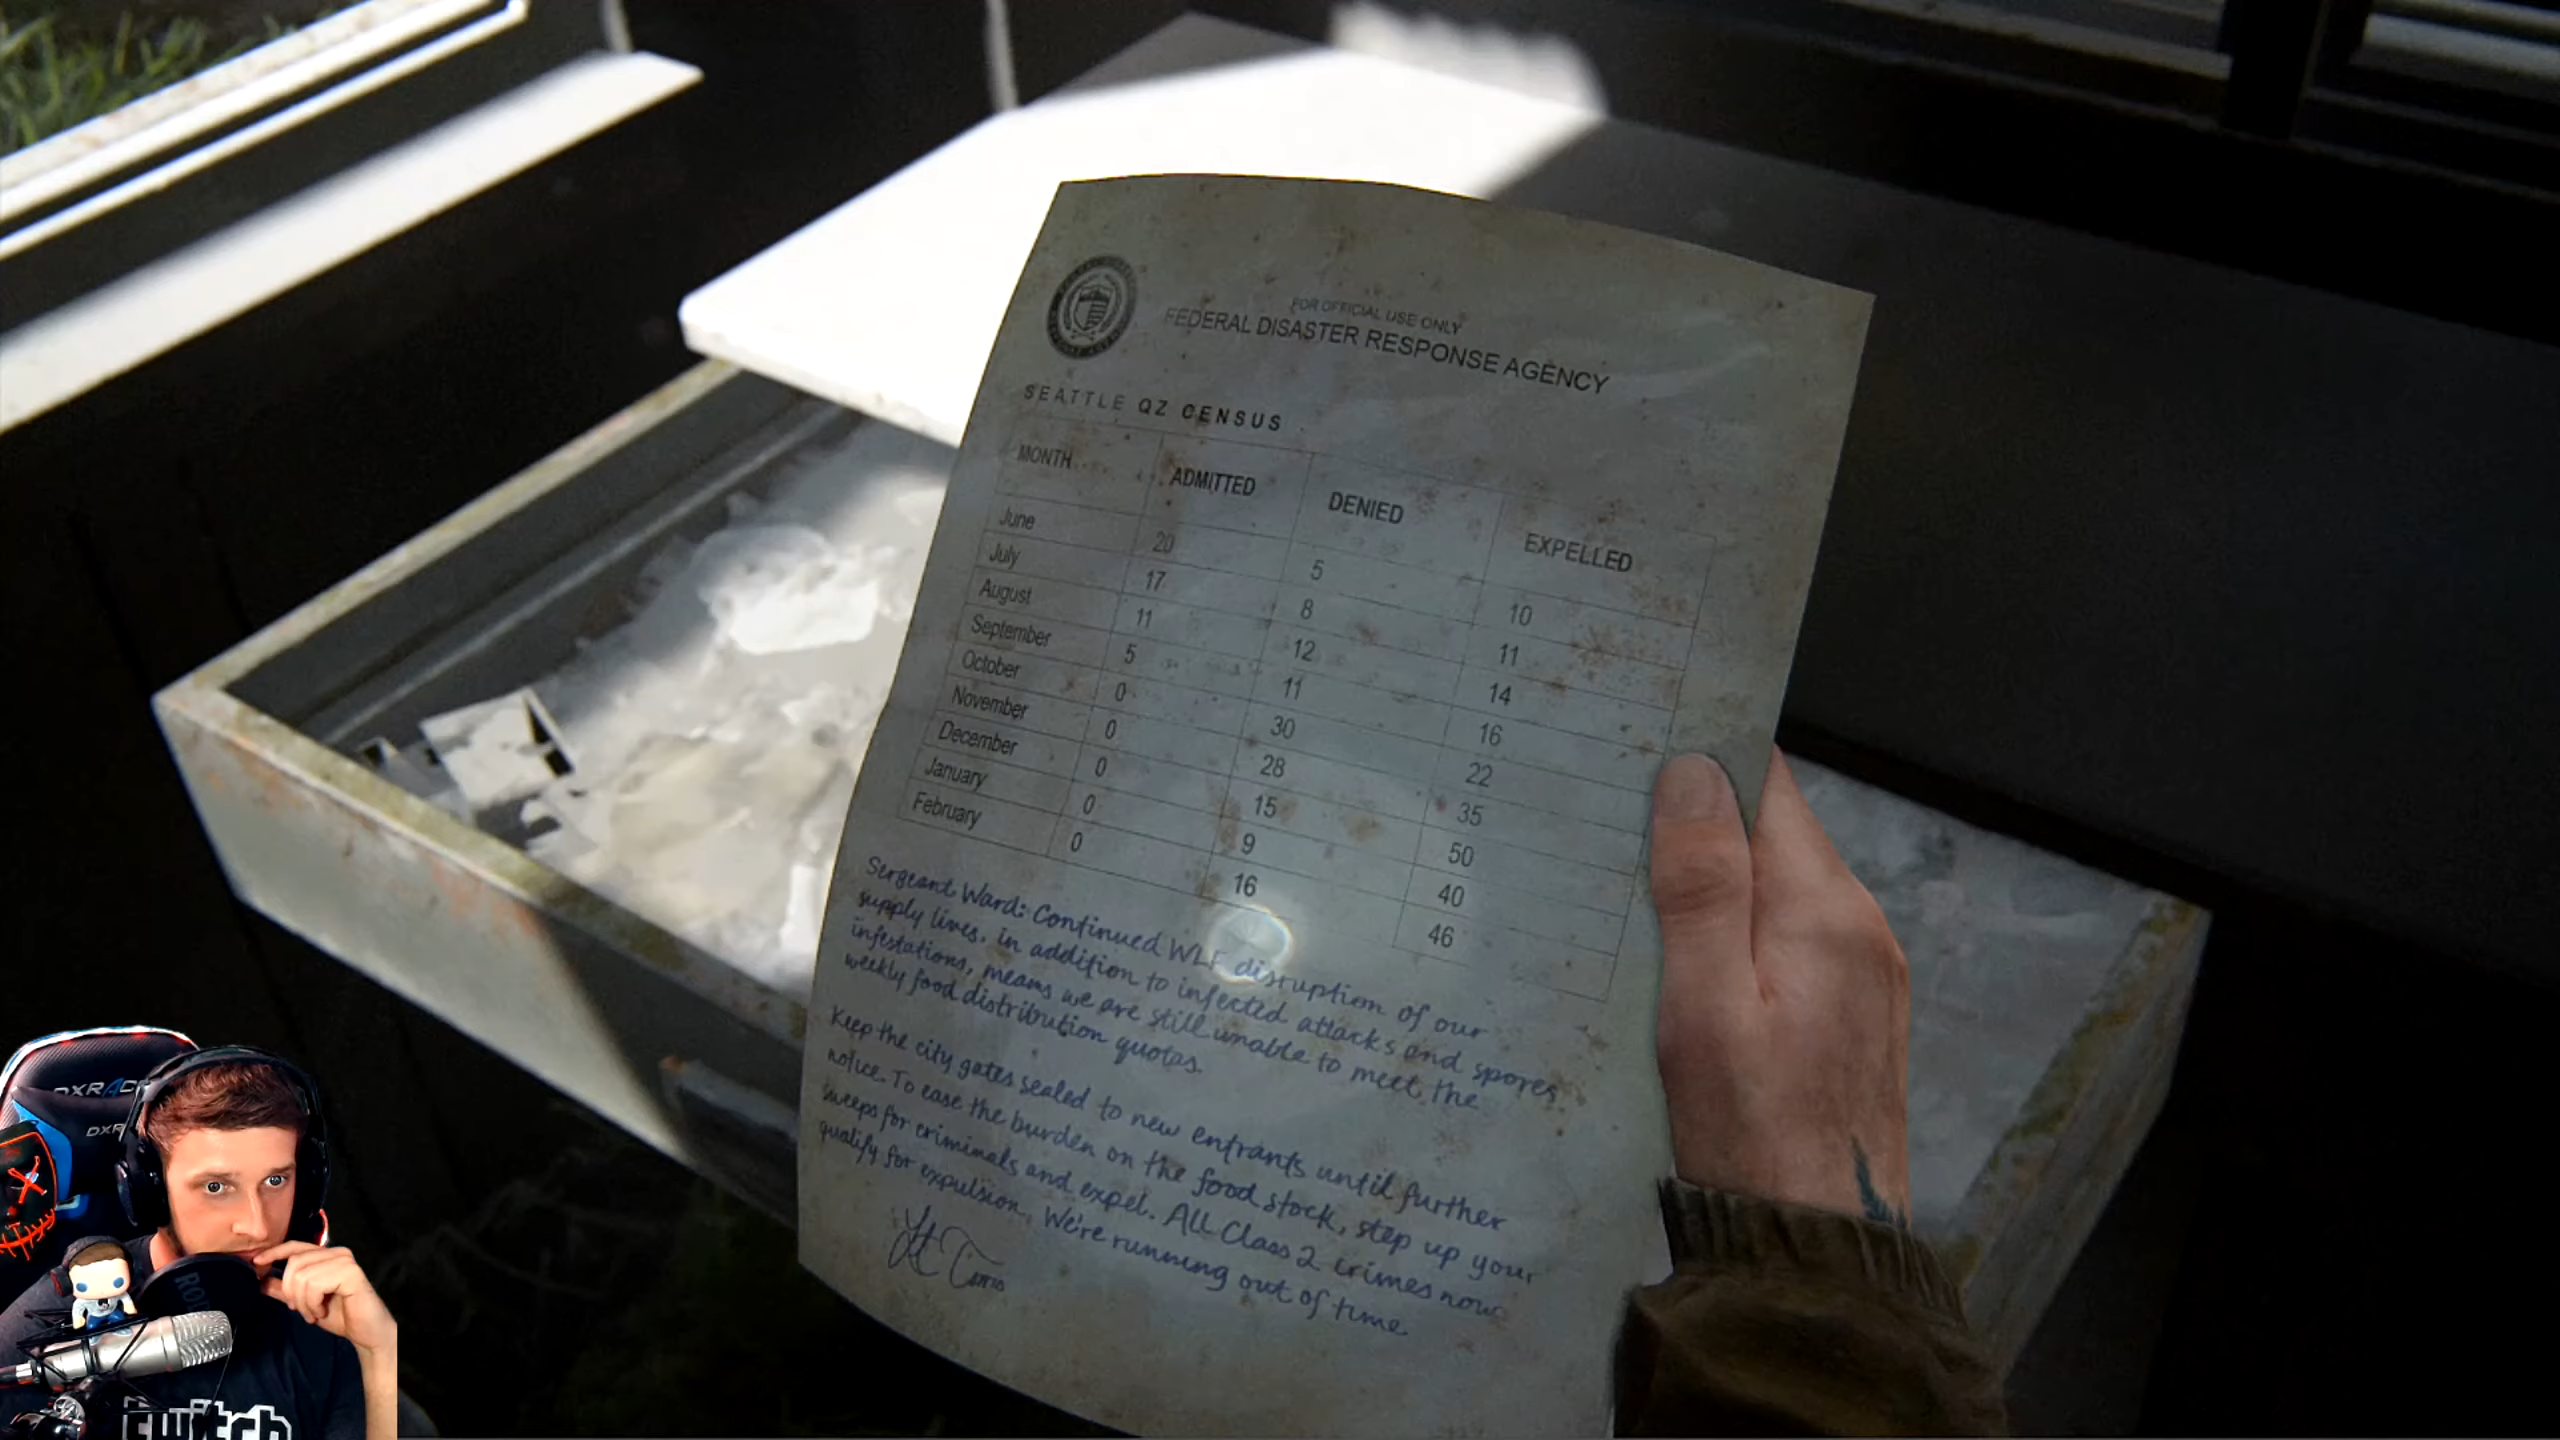 FOR OFFICIAL USE ONLY
FEDERAL DISASTER RESPONSE AGENCY
SEATTLE QZ CENSUS
MONTH ADMITTED DENIED EXPELLED
June 20 5 10
July 17 8 11
August 11 12 14
September 5 11 16
October 0 30 22
November 0 28 35
December 0 15 50
January 0 9 40
February 0 16 46
Sergeant Ward: Continued WLF disruption of our
supply lines, in addition to infected attacks and spores
infestations, means we are still unable to meet the
weekly food distribution quotas.
Keep the city gates sealed to new entrants until further
notice. To ease the burden on the food stock, step up your
sweeps for criminals and expel. All Class 2 crimes now
qualify for expulsion. We're running out of time
Lt Torres
DXRACER
DXR
twitch